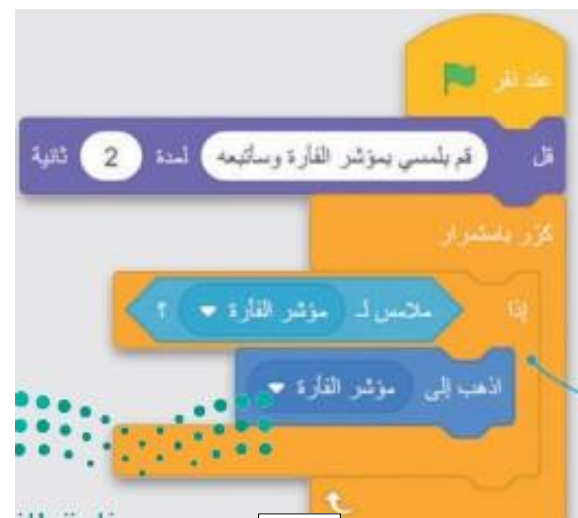 عند نقر
قل قم بلمسي بمؤشر الفأرة وسأتبعه لمدة 2 ثانية
كرّر باستمرار
إذا ملامس لـ مؤشر الفأرة ؟
اذهب إلى مؤشر الفأرة